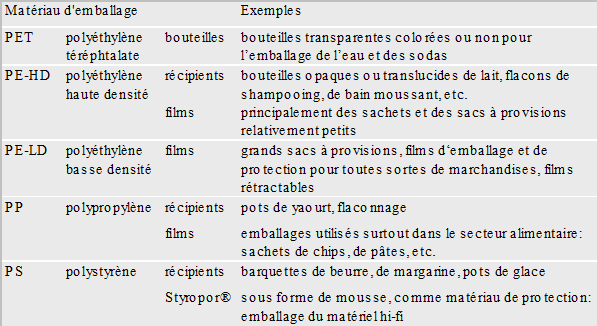 Matériau d'emballage Exemples
PET polyéthylène bouteilles bouteilles transparentes colorées ou non pour
téréphtalate l'emballage de l'eau et des sodas
PE-HD polyéthylène récipients bouteilles opaques ou translucides de lait, flacons de
haute densité shampooing, de bain moussant, etc.
films principalement des sachets et des sacs à provisions
relativement petits
PE-LD polyéthylène films grands sacs à provisions, films d'emballage et de
basse densité protection pour toutes sortes de marchandises, films
rétractables
PP polypropylène récipients pots de yaourt, flaconnage
films emballages utilisés surtout dans le secteur alimentaire:
sachets de chips, de pâtes, etc.
PS polystyrène récipients barquettes de beurre, de margarine, pots de glace
Styropor® sous forme de mousse, comme matériau de protection:
emballage du matériel hi-fi